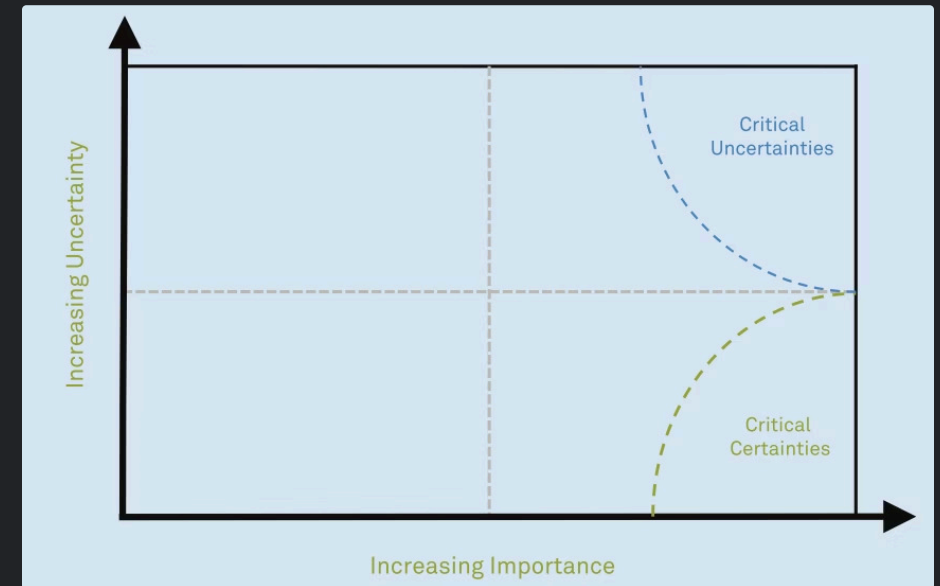 Critical
Uncertainties
Increasing Uncertainty
Critical
Certainties
Increasing Importance